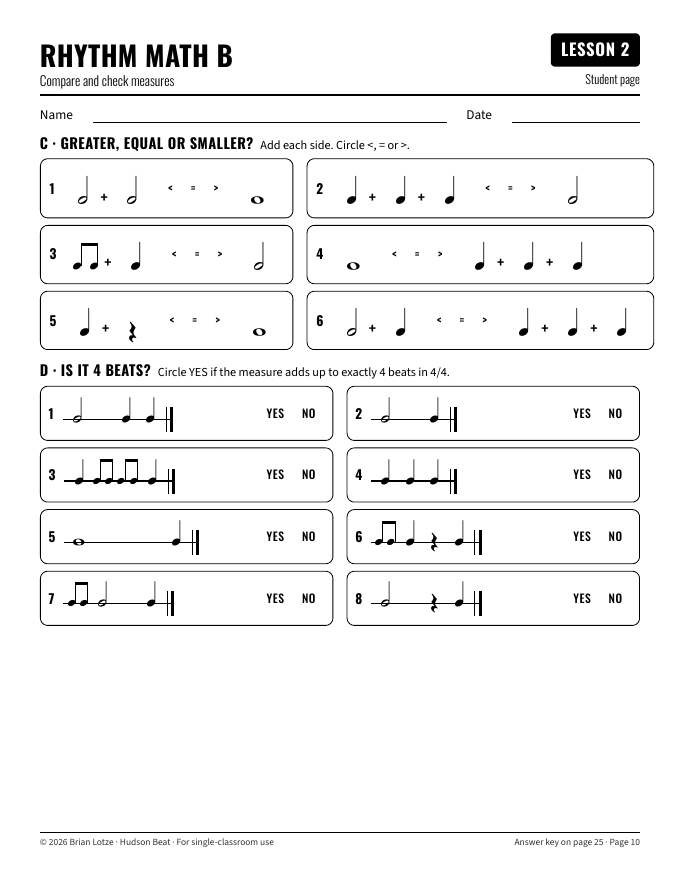 RHYTHM MATH B
LESSON 2
Compare and check measures
Student page
Name Date
C · GREATER, EQUAL OR SMALLER? Add each side. Circle <, = or >.
1 + < = >
2 + + < = >
3 + < = >
4 < = > + +
5 + < = >
6 + < = > + +
D · IS IT 4 BEATS? Circle YES if the measure adds up to exactly 4 beats in 4/4.
1 YES NO
2 YES NO
3 YES NO
4 YES NO
5 YES NO
6 YES NO
7 YES NO
8 YES NO
© 2026 Brian Lotze · Hudson Beat · For single-classroom use
Answer key on page 25 · Page 10